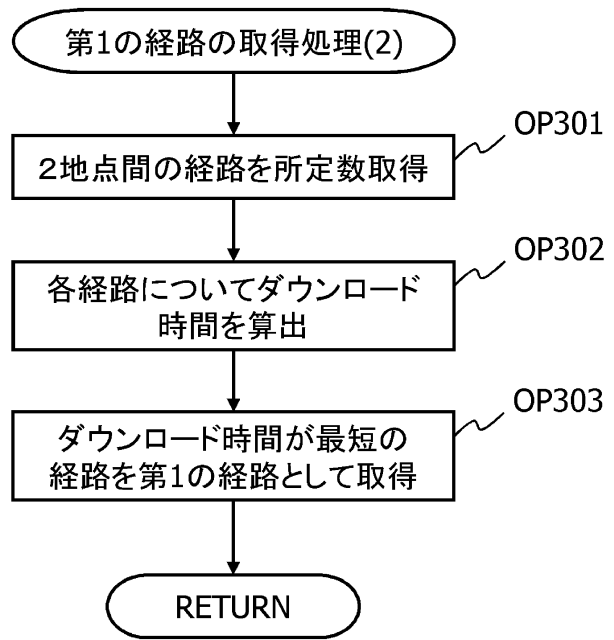 第1の経路の取得処理(2)
OP301
２地点間の経路を所定数取得
OP302
各経路についてダウンロード
時間を算出
OP303
ダウンロード時間が最短の
経路を第1の経路として取得
RETURN